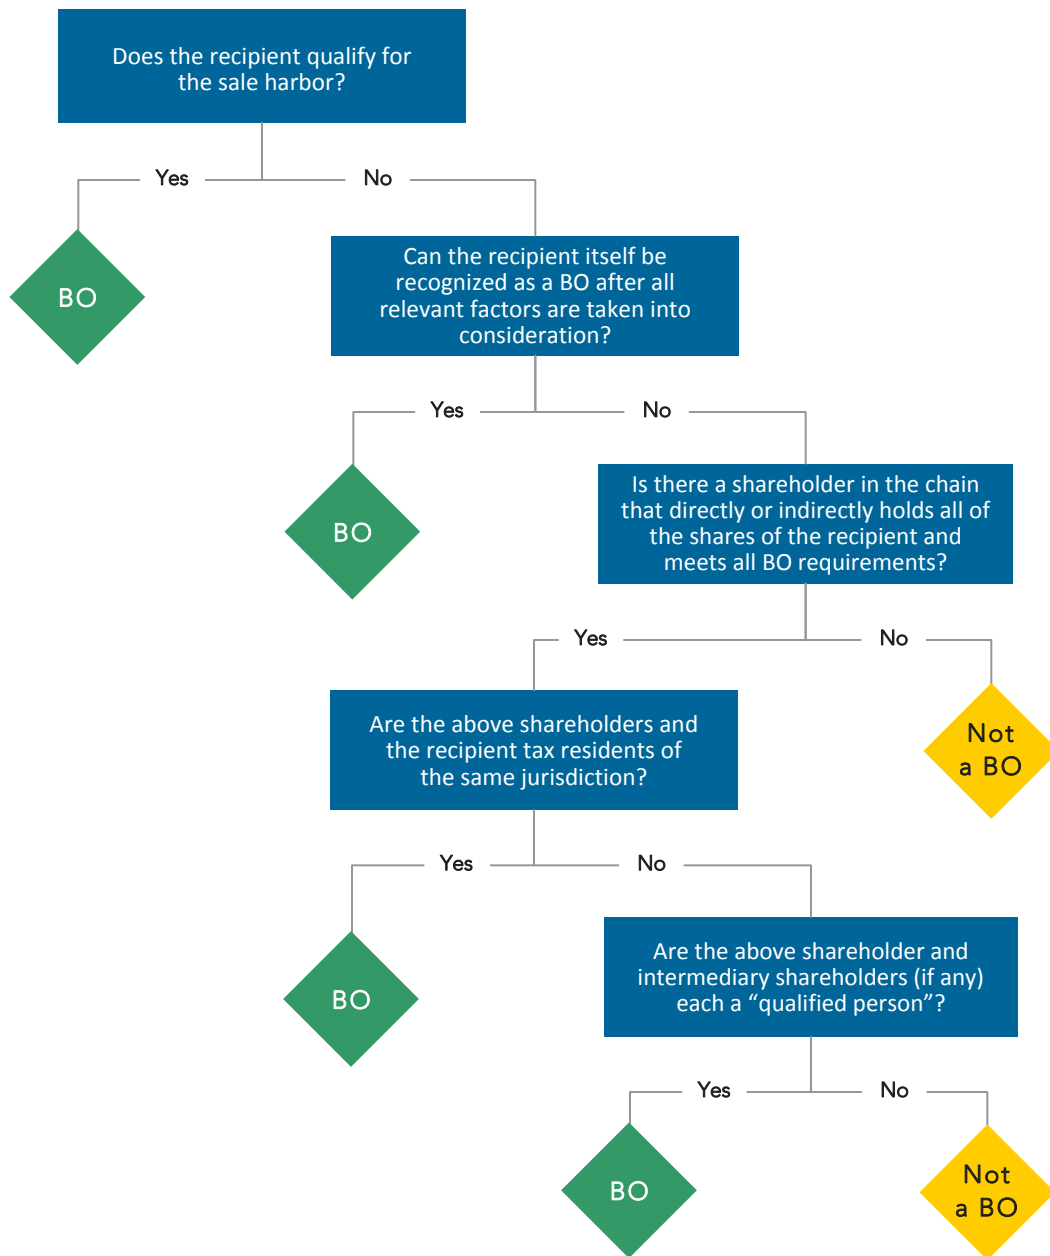 Does the recipient qualify for
the sale harbor?
Yes
No
BO
Can the recipient itself be
recognized as a BO after all
relevant factors are taken into
consideration?
Yes
No
BO
Is there a shareholder in the chain
that directly or indirectly holds all of
the shares of the recipient and
meets all BO requirements?
Yes
No
Not
a BO
Are the above shareholders and
the recipient tax residents of
the same jurisdiction?
Yes
No
BO
Are the above shareholder and
intermediary shareholders (if any)
each a “qualified person”?
Yes
No
BO
Not
a BO